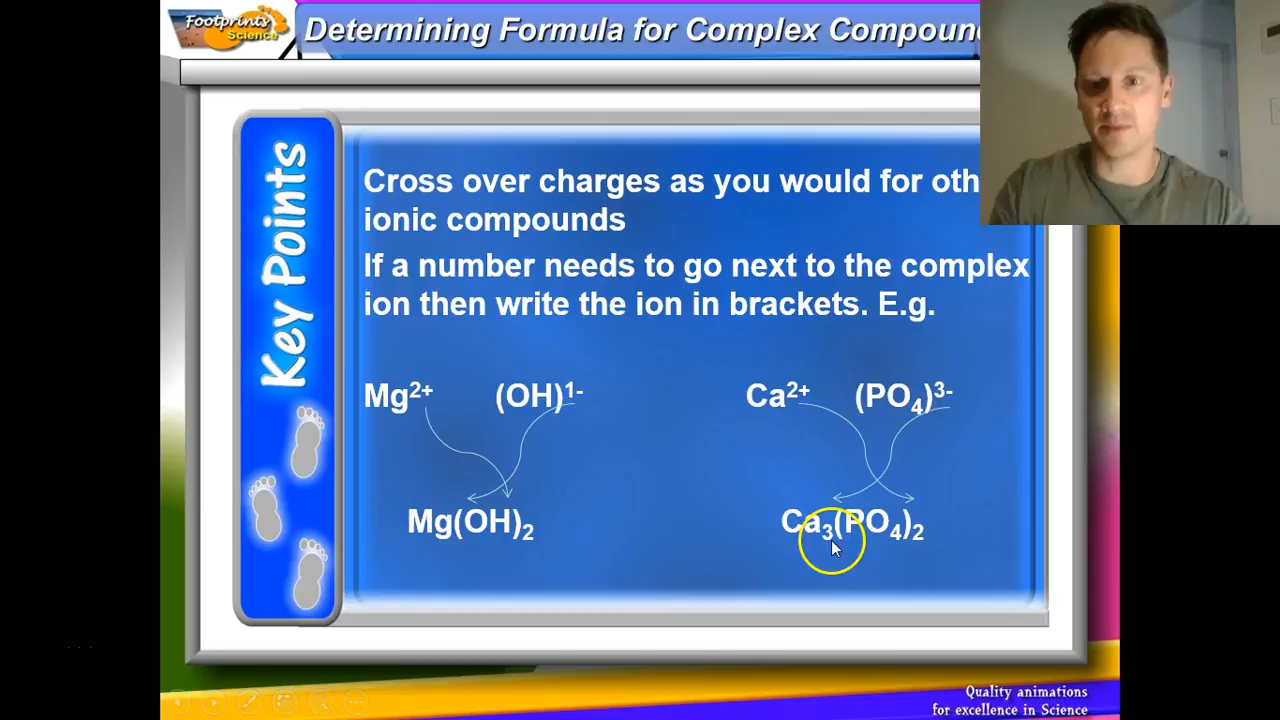 Footprints
Science
Determining Formula for Complex Compoun
Key Points
Cross over charges as you would for oth
ionic compounds
If a number needs to go next to the complex
ion then write the ion in brackets. E.g.
Mg²⁺ (OH)¹⁻ Ca²⁺ (PO₄)³⁻
Mg(OH)₂ Ca₃(PO₄)₂
Quality animations
for excellence in Science